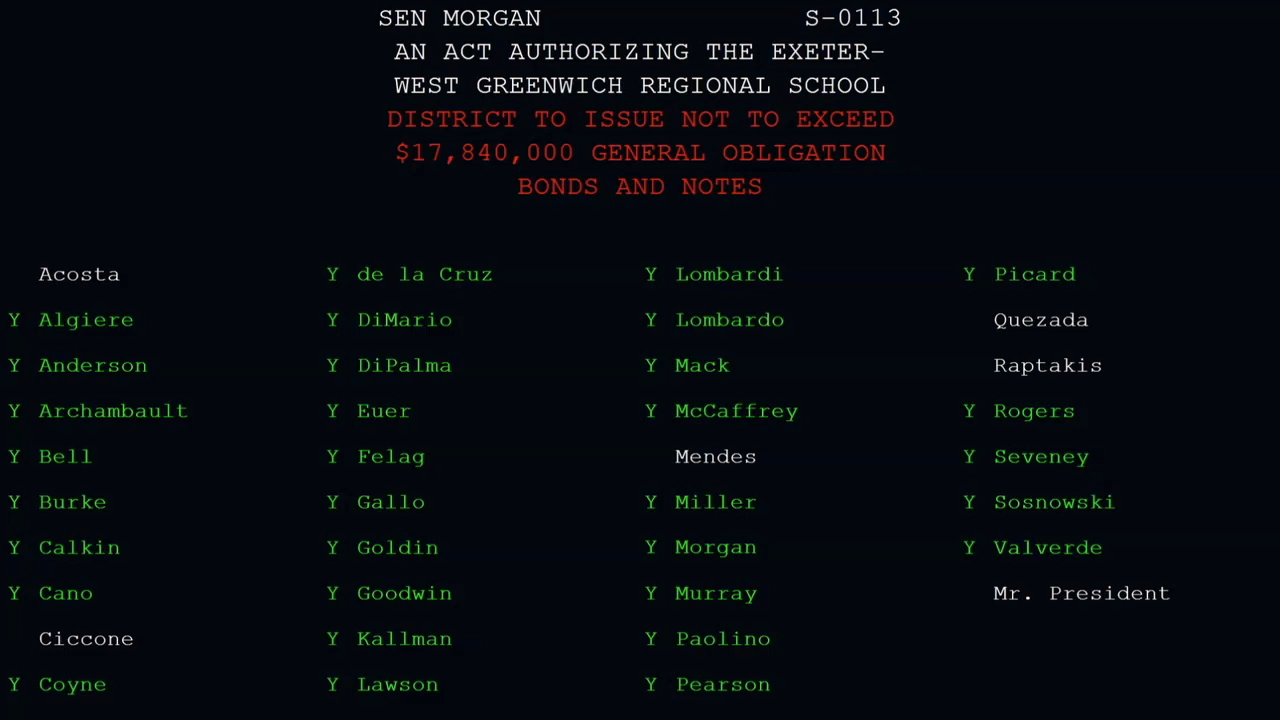 SEN MORGAN S-0113
AN ACT AUTHORIZING THE EXETER-
WEST GREENWICH REGIONAL SCHOOL
DISTRICT TO ISSUE NOT TO EXCEED
$17,840,000 GENERAL OBLIGATION
BONDS AND NOTES
Acosta Y de la Cruz Y Lombardi Y Picard
Y Algiere Y DiMario Y Lombardo Quezada
Y Anderson Y DiPalma Y Mack Raptakis
Y Archambault Y Euer Y McCaffrey Y Rogers
Y Bell Y Felag Mendes Y Seveney
Y Burke Y Gallo Y Miller Y Sosnowski
Y Calkin Y Goldin Y Morgan Y Valverde
Y Cano Y Goodwin Y Murray Mr. President
Ciccone Y Kallman Y Paolino
Y Coyne Y Lawson Y Pearson